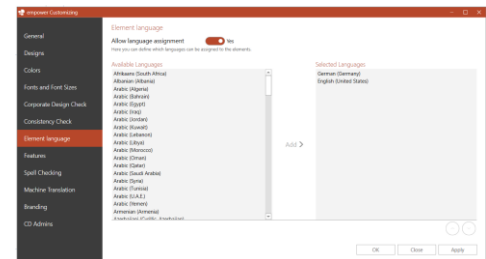 empower Customizing
General
Designs
Colors
Fonts and Font Sizes
Corporate Design Check
Consistency Check
Element language
Features
Spell Checking
Machine Translation
Branding
CD Admins
Element language
Allow language assignment Yes
Here you can define which languages can be assigned to the elements.
Available Languages
Afrikaans (South Africa)
Albanian (Albania)
Arabic (Algeria)
Arabic (Bahrain)
Arabic (Egypt)
Arabic (Iraq)
Arabic (Jordan)
Arabic (Kuwait)
Arabic (Lebanon)
Arabic (Libya)
Arabic (Morocco)
Arabic (Oman)
Arabic (Qatar)
Arabic (Saudi Arabia)
Arabic (Syria)
Arabic (Tunisia)
Arabic (U.A.E.)
Arabic (Yemen)
Armenian (Armenia)
Add
Selected Languages:
German (Germany)
English (United States)
OK Close Apply